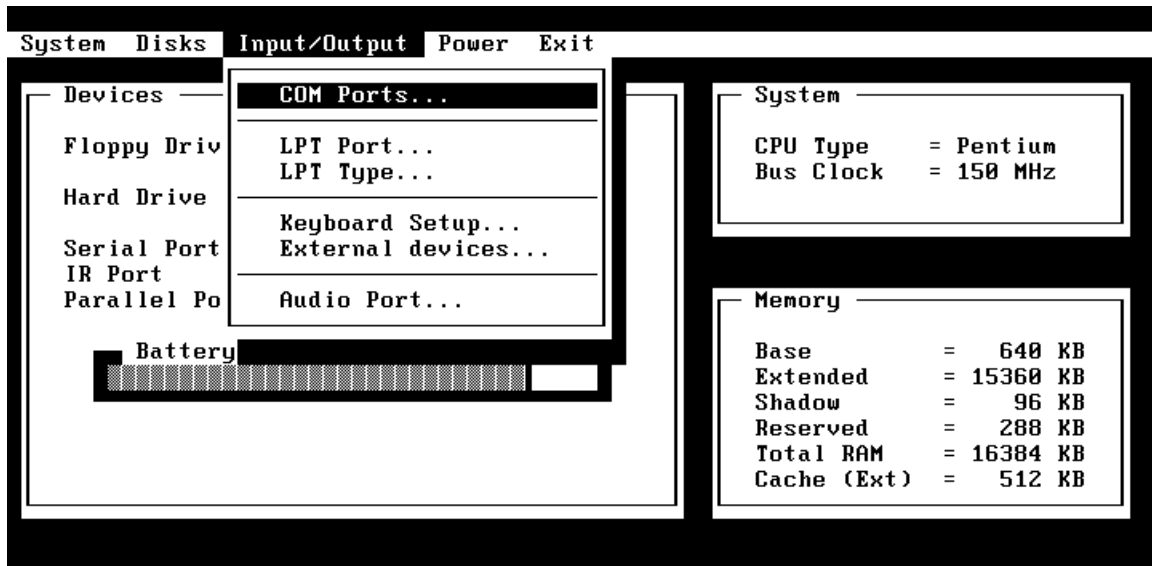 System Disks Input/Output Power Exit
Devices
Floppy Driv
Hard Drive
Serial Port
IR Port
Parallel Po
COM Ports...
LPT Port...
LPT Type...
Keyboard Setup...
External devices...
Audio Port...
Battery
System
CPU Type = Pentium
Bus Clock = 150 MHz
Memory
Base = 640 KB
Extended = 15360 KB
Shadow = 96 KB
Reserved = 288 KB
Total RAM = 16384 KB
Cache (Ext) = 512 KB